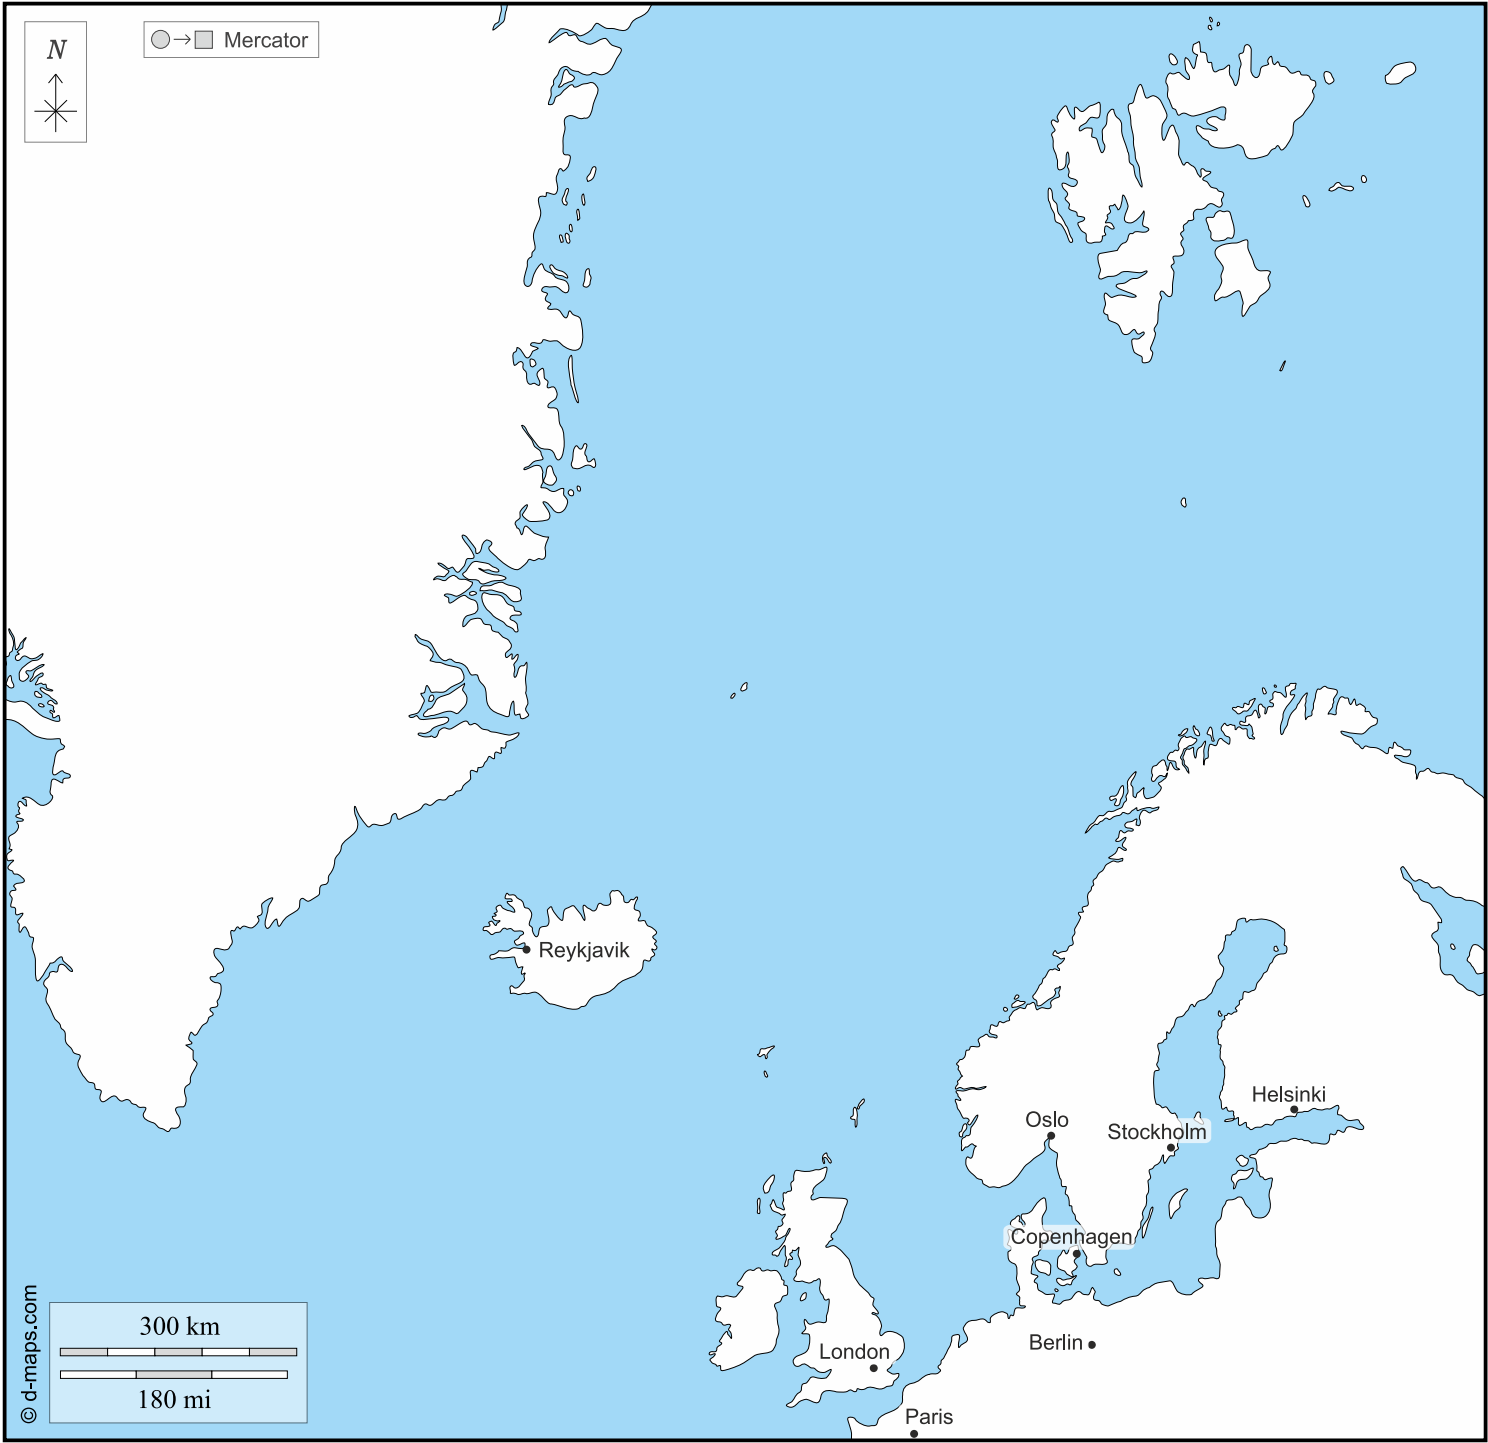 N
Mercator
Reykjavik
Helsinki
Oslo
Stockholm
Copenhagen
Berlin
London
Paris
300 km
180 mi
© d-maps.com